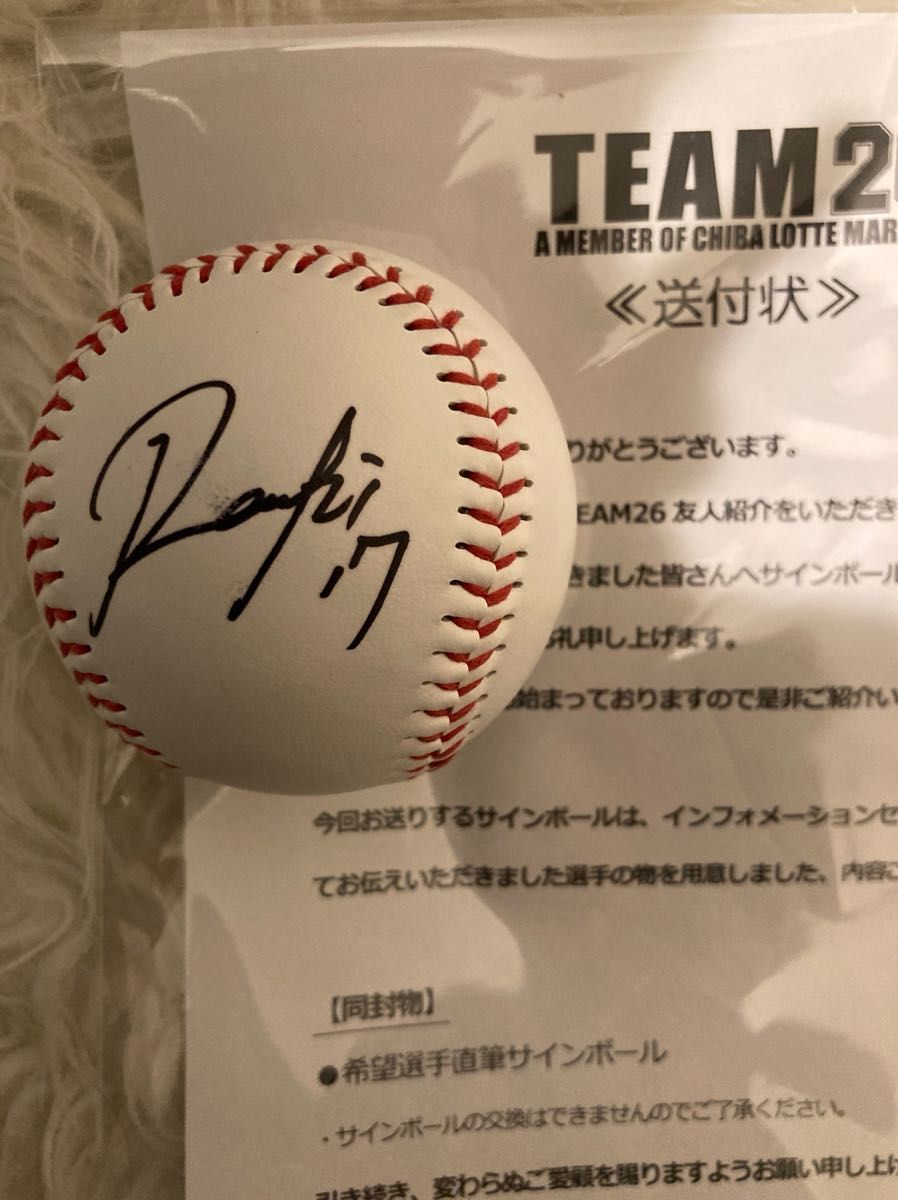 TEAM 2
A MEMBER OF CHIBA LOTTE MAR
≪送付状≫
りがとうございます。
EAM26 友人紹介をいただき
きました皆さんへサインボール
礼申し上げます。
始まっておりますので是非ご紹介い
Rouki
17
今回お送りするサインボールは、インフォメーションセ
てお伝えいただきました選手の物を用意しました、内容ご
【同封物】
●希望選手直筆サインボール
・サインボールの交換はできませんのでご了承ください。
引き続き、変わらぬご愛顧を賜りますようお願い申し上げ